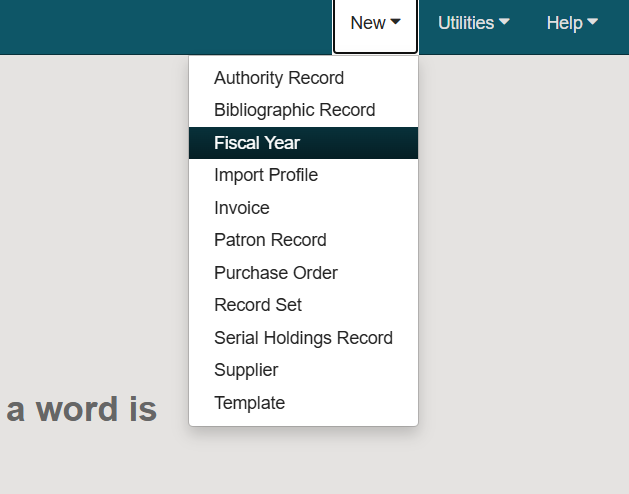 New Utilities Help
Authority Record
Bibliographic Record
Fiscal Year
Import Profile
Invoice
Patron Record
Purchase Order
Record Set
Serial Holdings Record
Supplier
Template
a word is